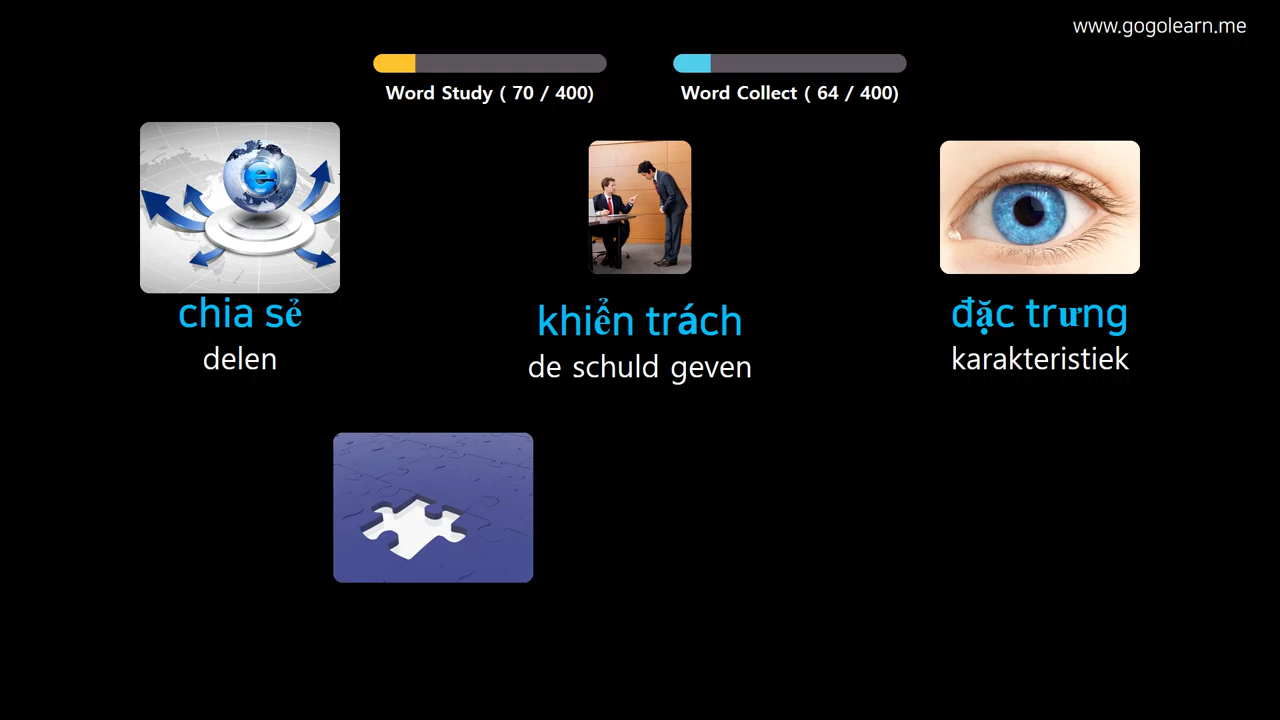 www.gogolearn.me
Word Study ( 70 / 400)
Word Collect ( 64 / 400)
e
chia sẻ
delen
khiển trách
de schuld geven
đặc trưng
karakteristiek